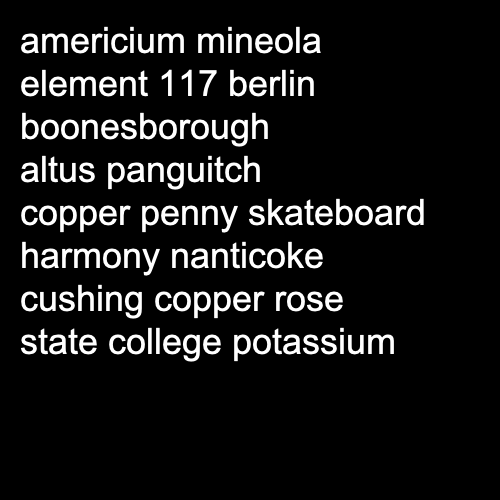 americium mineola
element 117 berlin
boonesborough
altus panguitch
copper penny skateboard
harmony nanticoke
cushing copper rose
state college potassium